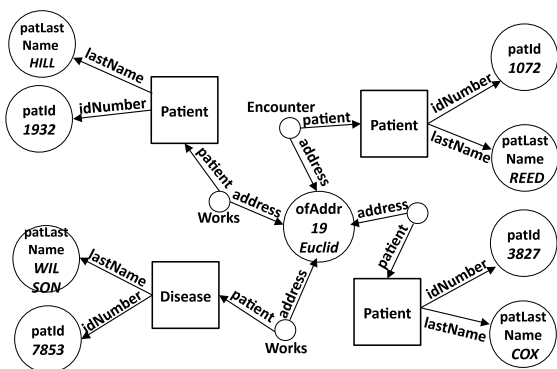 patLast
Name
HILL
lastName
patId
1932
idNumber
Patient
patient
address
Works
Encounter
patient
address
Patient
idNumber
patId
1072
lastName
patLast
Name
REED
ofAddr
19
Euclid
address
patient
Patient
idNumber
patId
3827
lastName
patLast
Name
COX
patLast
Name
WIL
SON
lastName
patId
7853
idNumber
Disease
patient
address
Works